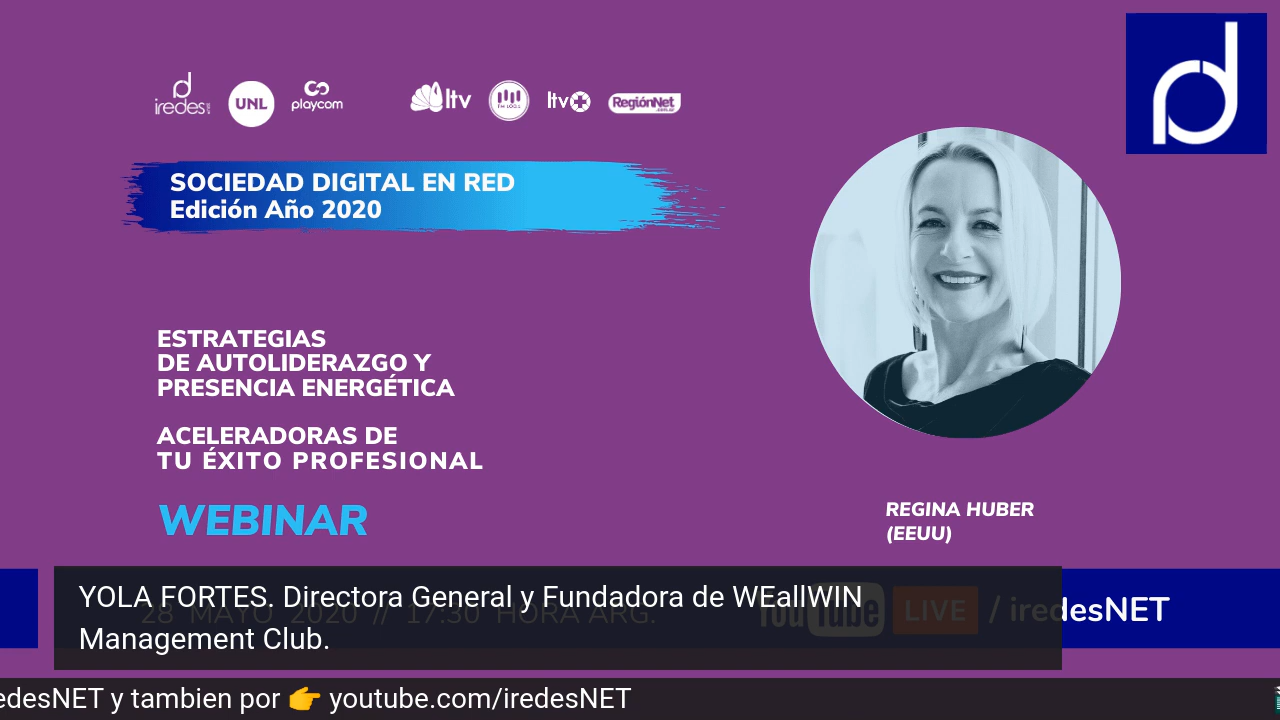 iredes
UNL
playcom
ltv
ltv
RegiónNet
.com.ar
SOCIEDAD DIGITAL EN RED
Edición Año 2020
ESTRATEGIAS
DE AUTOLIDERAZGO Y
PRESENCIA ENERGÉTICA
ACELERADORAS DE
TU ÉXITO PROFESIONAL
WEBINAR
REGINA HUBER
(EEUU)
YOLA FORTES. Directora General y Fundadora de WEallWIN
Management Club.
28 MAYO 2020 // 17:30 HORA ARG.
YouTube LIVE / iredesNET
edesNET y tambien por 👉 youtube.com/iredesNET